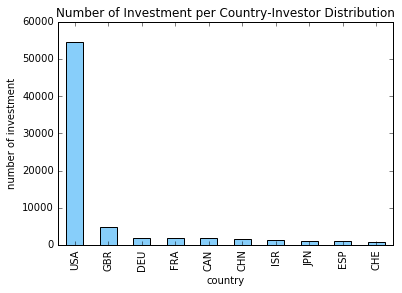 Number of Investment per Country-Investor Distribution
60000
50000
40000
30000
20000
10000
0
number of investment
USA
GBR
DEU
FRA
CAN
CHN
ISR
JPN
ESP
CHE
country